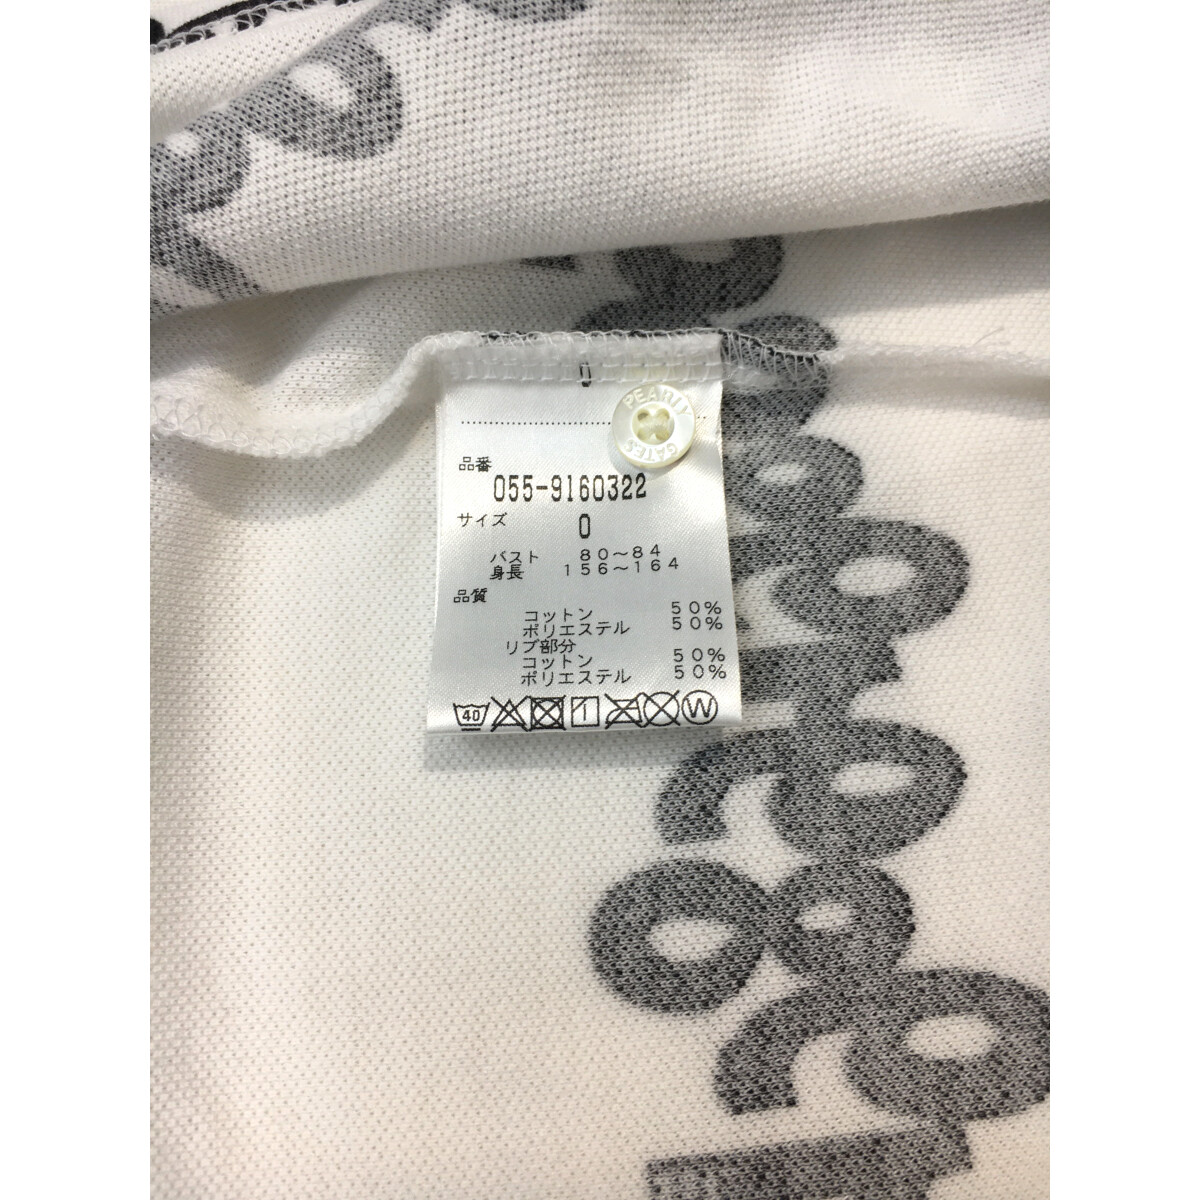 0
PEARLY
GATES
品番
055-9160322
サイズ
0
バスト 80～84
身長 156～164
品質
コットン 50%
ポリエステル 50%
リブ部分
コットン 50%
ポリエステル 50%
40 1 W